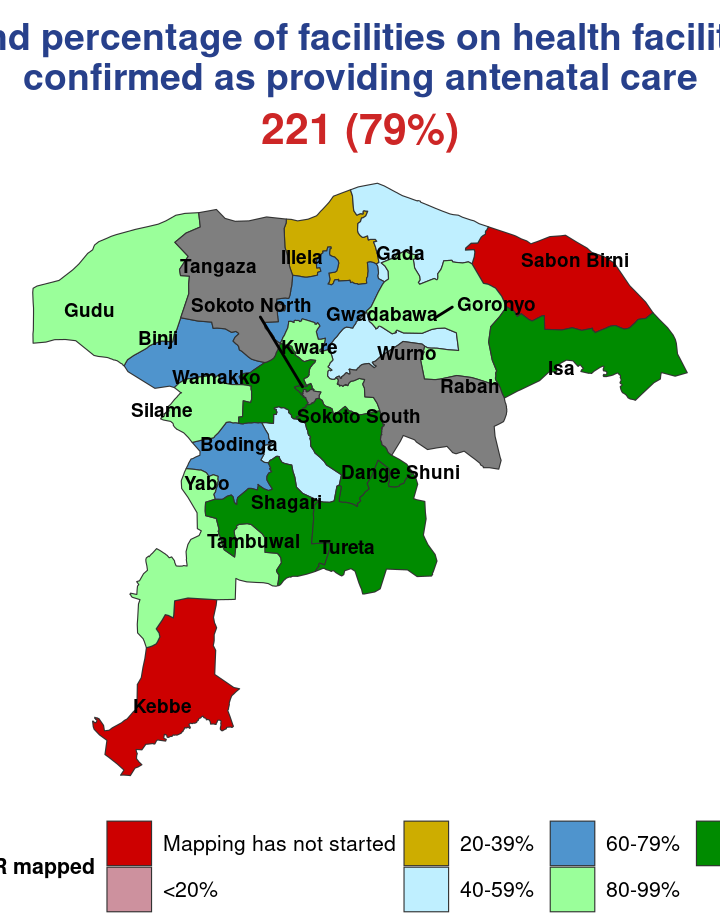 nd percentage of facilities on health facilit
confirmed as providing antenatal care
221 (79%)
Gada
Illela
Sabon Birni
Tangaza
Sokoto North
Goronyo
Gudu
Gwadabawa
Binji
Kware
Wurno
Isa
Wamakko
Rabah
Silame
Sokoto South
Bodinga
Dange Shuni
Yabo
Shagari
Tambuwal
Tureta
Kebbe
R mapped
Mapping has not started
<20%
20-39%
40-59%
60-79%
80-99%